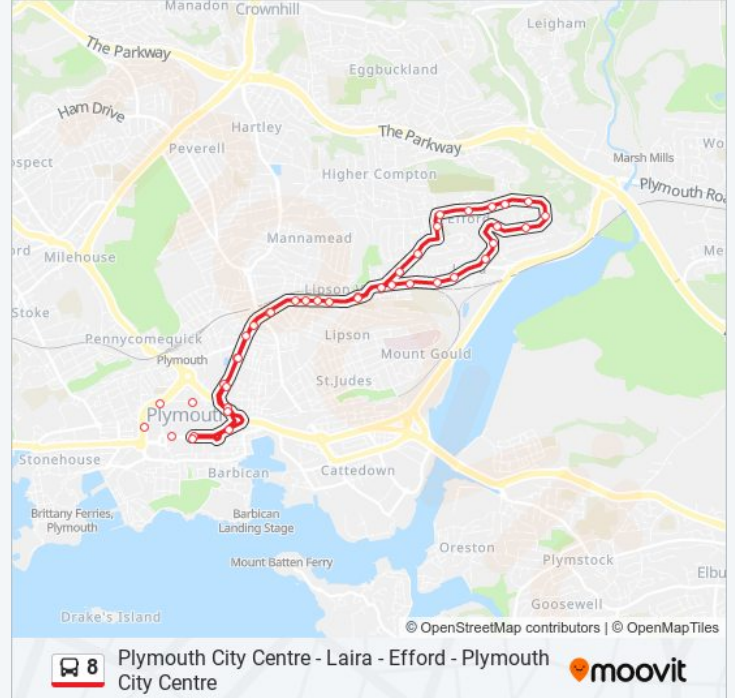 Manadon
Crownhill
Leigham
The Parkway
Eggbuckland
Ham Drive
Hartley
The Parkway
Wo
Peverell
Marsh Mills
ospect
Higher Compton
Plymouth Roa
Efford
Mannamead
ord
Milehouse
Me
Lipson V
Stoke
Pennycomequick
Lipson
Plymouth
Mount Gould
St.Judes
Plymouth
Stonehouse
Barbican
Cattedown
Brittany Ferries,
Plymouth
Barbican
Landing Stage
Oreston
Mount Batten Ferry
Plymstock
Elbu
Goosewell
Drake's Island
© OpenStreetMap contributors | © OpenMapTiles
8
Plymouth City Centre - Laira - Efford - Plymouth
City Centre
moovit